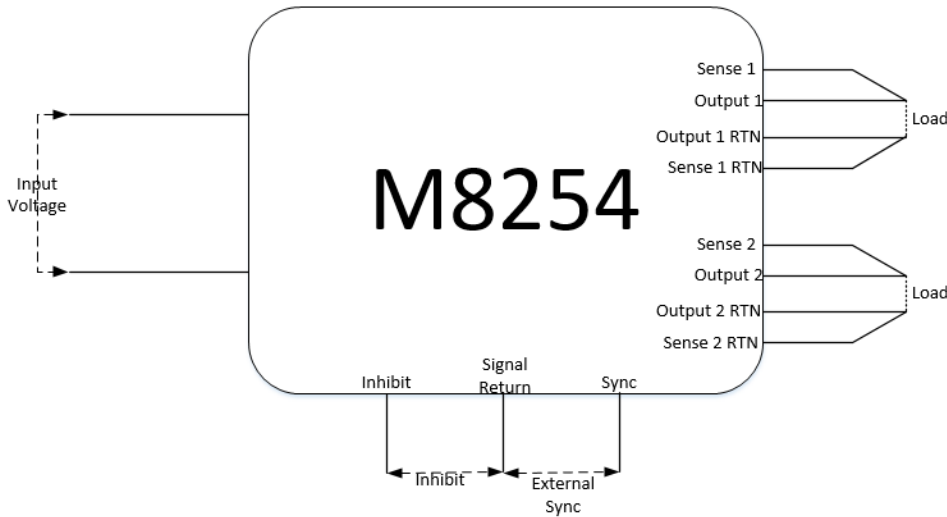 Sense 1
Output 1
Output 1 RTN
Sense 1 RTN
Load
Input
Voltage
M8254
Sense 2
Output 2
Output 2 RTN
Sense 2 RTN
Load
Inhibit
Signal
Return
Sync
Inhibit
External
Sync